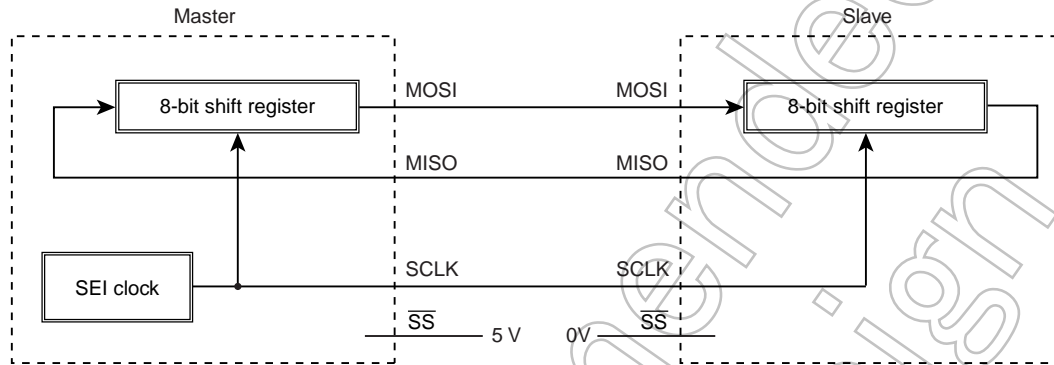 Master
Slave
8-bit shift register
MOSI
MOSI
8-bit shift register
MISO
MISO
SEI clock
SCLK
SCLK
SS
5 V
0V
SS